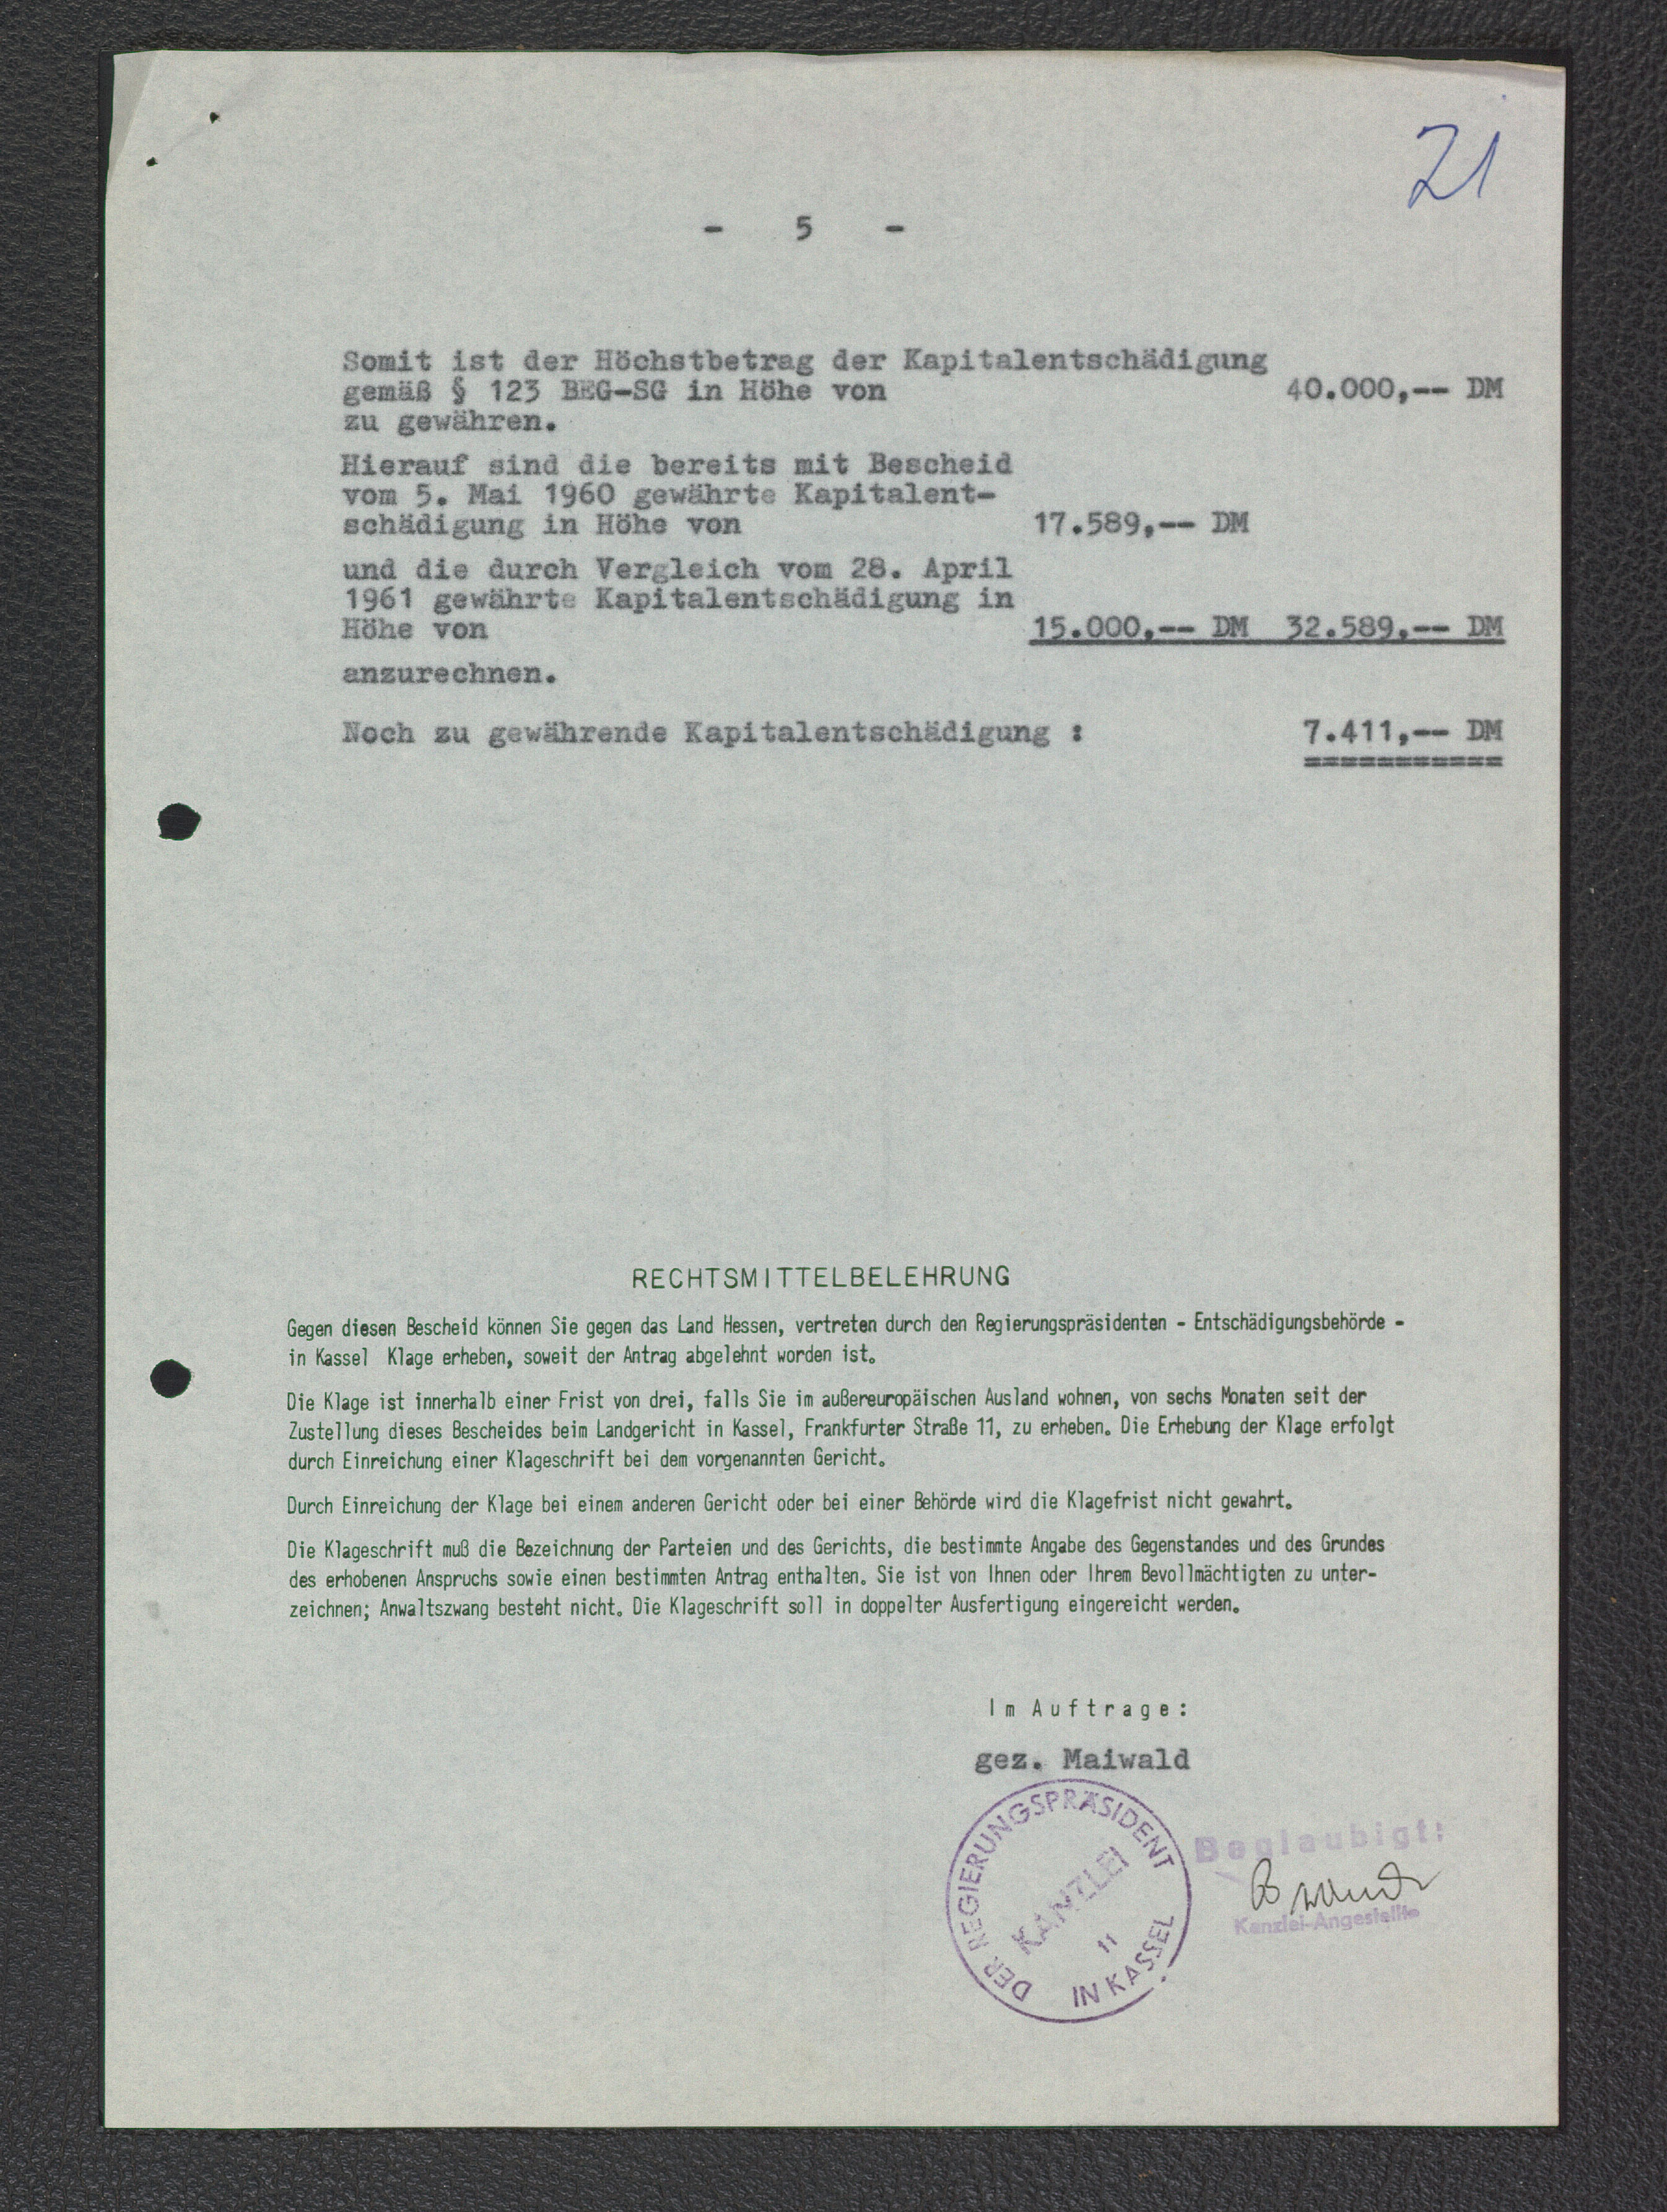 21
- 5 -
Somit ist der Höchstbetrag der Kapitalentschädigung
gemäß § 123 BEG-SG in Höhe von 40.000,-- DM
zu gewähren.
Hierauf sind die bereits mit Bescheid
vom 5. Mai 1960 gewährte Kapitalent-
schädigung in Höhe von 17.589,-- DM
und die durch Vergleich vom 28. April
1961 gewährte Kapitalentschädigung in
Höhe von 15.000,-- DM 32.589,-- DM
anzurechnen.
Noch zu gewährende Kapitalentschädigung : 7.411,-- DM
===========
RECHTSMITTELBELEHRUNG
Gegen diesen Bescheid können Sie gegen das Land Hessen, vertreten durch den Regierungspräsidenten - Entschädigungsbehörde -
in Kassel Klage erheben, soweit der Antrag abgelehnt worden ist.
Die Klage ist innerhalb einer Frist von drei, falls Sie im außereuropäischen Ausland wohnen, von sechs Monaten seit der
Zustellung dieses Bescheides beim Landgericht in Kassel, Frankfurter Straße 11, zu erheben. Die Erhebung der Klage erfolgt
durch Einreichung einer Klageschrift bei dem vorgenannten Gericht.
Durch Einreichung der Klage bei einem anderen Gericht oder bei einer Behörde wird die Klagefrist nicht gewahrt.
Die Klageschrift muß die Bezeichnung der Parteien und des Gerichts, die bestimmte Angabe des Gegenstandes und des Grundes
des erhobenen Anspruchs sowie einen bestimmten Antrag enthalten. Sie ist von Ihnen oder Ihrem Bevollmächtigten zu unter-
zeichnen; Anwaltszwang besteht nicht. Die Klageschrift soll in doppelter Ausfertigung eingereicht werden.
Im Auftrage:
gez. Maiwald
DER REGIERUNGSPRÄSIDENT
KANZLEI
11
IN KASSEL
Beglaubigt:
Kanzlei-Angestellte